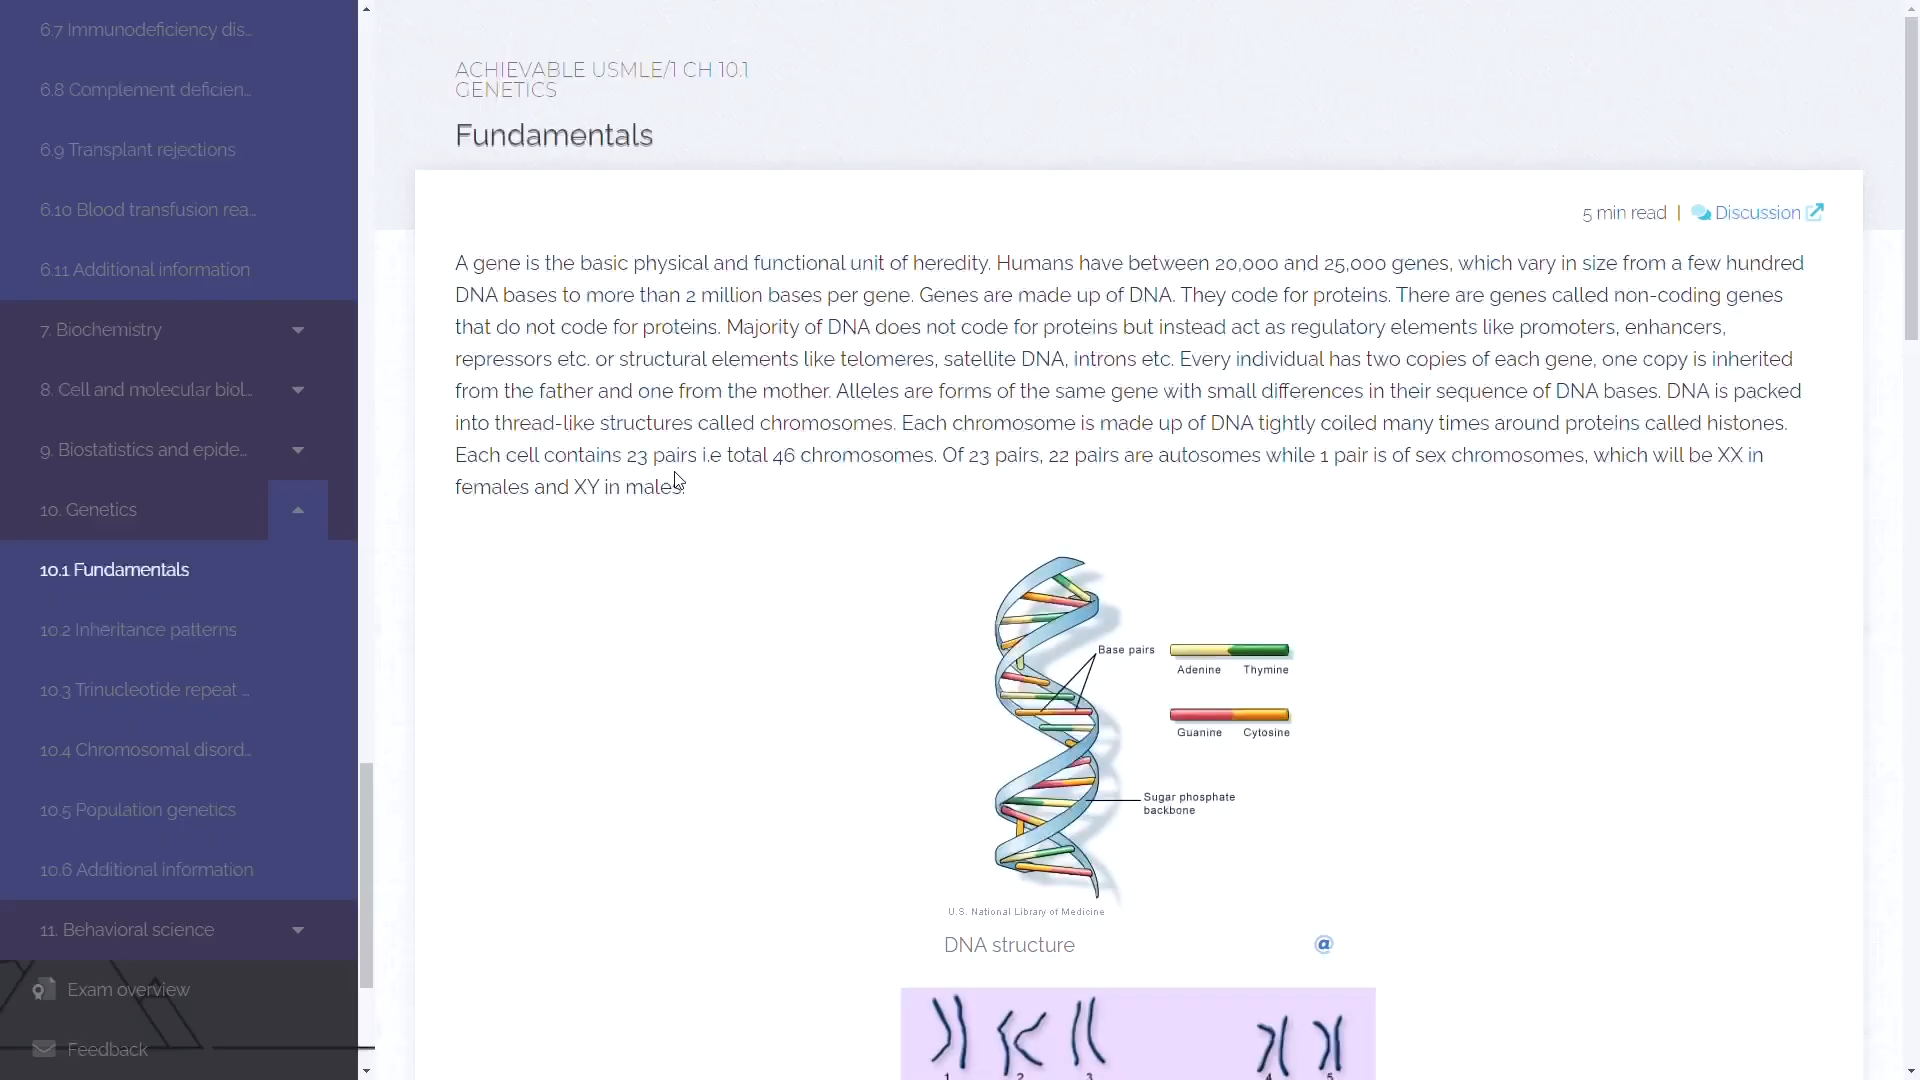 6.7 Immunodeficiency dis...
6.8 Complement deficien...
6.9 Transplant rejections
6.10 Blood transfusion rea...
6.11 Additional information
7. Biochemistry
8. Cell and molecular biol...
9. Biostatistics and epide...
10. Genetics
10.1 Fundamentals
10.2 Inheritance patterns
10.3 Trinucleotide repeat ...
10.4 Chromosomal disord...
10.5 Population genetics
10.6 Additional information
11. Behavioral science
Exam overview
Feedback
ACHIEVABLE USMLE/1 CH 10.1
GENETICS
Fundamentals
5 min read | Discussion
A gene is the basic physical and functional unit of heredity. Humans have between 20,000 and 25,000 genes, which vary in size from a few hundred
DNA bases to more than 2 million bases per gene. Genes are made up of DNA. They code for proteins. There are genes called non-coding genes
that do not code for proteins. Majority of DNA does not code for proteins but instead act as regulatory elements like promoters, enhancers,
repressors etc. or structural elements like telomeres, satellite DNA, introns etc. Every individual has two copies of each gene, one copy is inherited
from the father and one from the mother. Alleles are forms of the same gene with small differences in their sequence of DNA bases. DNA is packed
into thread-like structures called chromosomes. Each chromosome is made up of DNA tightly coiled many times around proteins called histones.
Each cell contains 23 pairs i.e total 46 chromosomes. Of 23 pairs, 22 pairs are autosomes while 1 pair is of sex chromosomes, which will be XX in
females and XY in males.
Base pairs
Adenine Thymine
Guanine Cytosine
Sugar phosphate
backbone
U.S. National Library of Medicine
DNA structure @
1 2 3 4 5